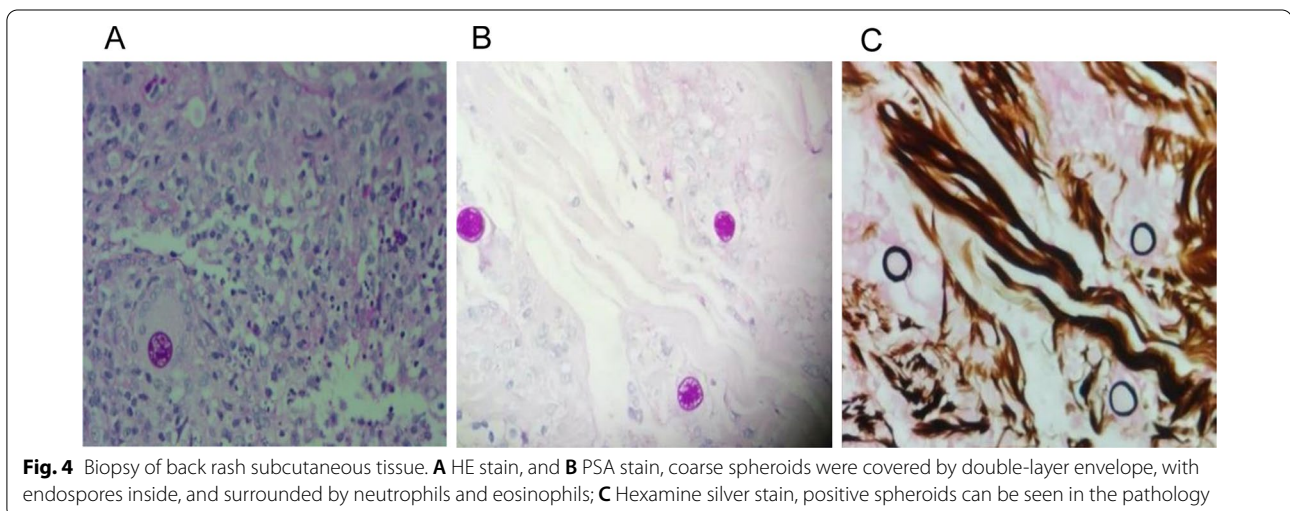 A
B
C
Fig. 4 Biopsy of back rash subcutaneous tissue. A HE stain, and B PSA stain, coarse spheroids were covered by double-layer envelope, with
endospores inside, and surrounded by neutrophils and eosinophils; C Hexamine silver stain, positive spheroids can be seen in the pathology